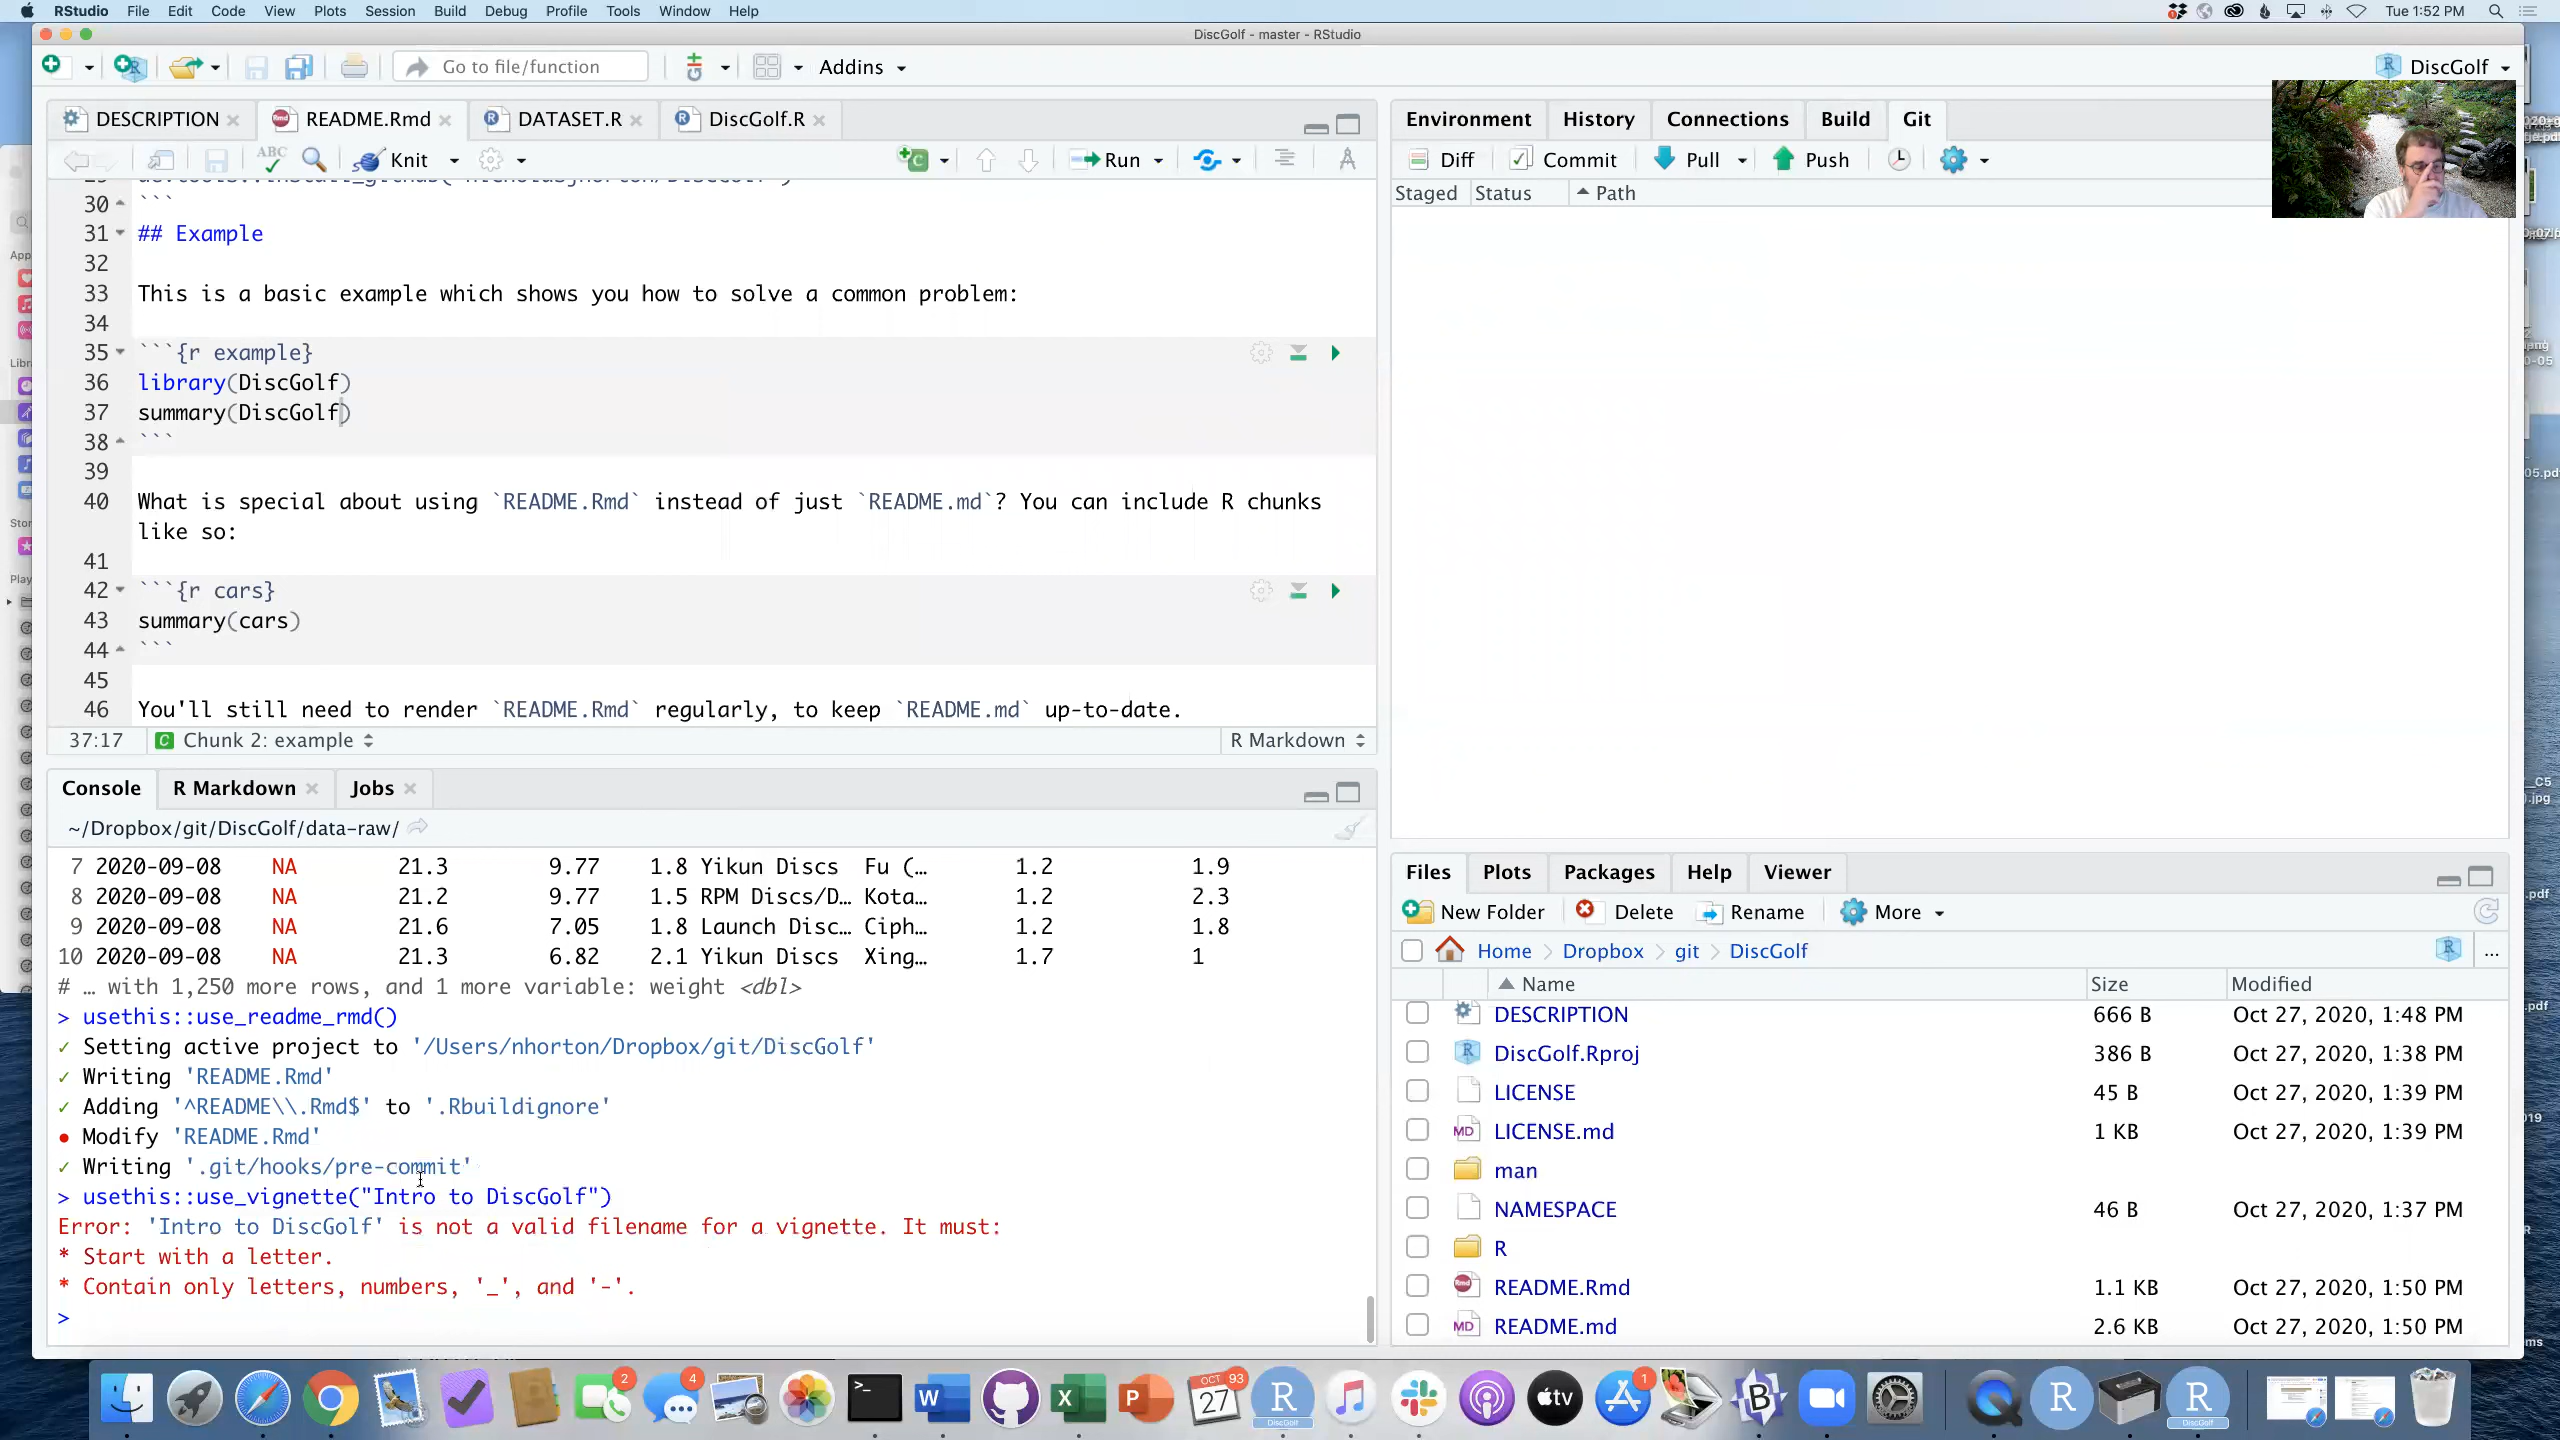 RStudio File Edit Code View Plots Session Build Debug Profile Tools Window Help Tue 1:52 PM
DiscGolf - master - RStudio
Go to file/function Addins DiscGolf
DESCRIPTION README.Rmd DATASET.R DiscGolf.R
ABC Knit Run
30 ```
31 ## Example
32
33 This is a basic example which shows you how to solve a common problem:
34
35 ```{r example}
36 library(DiscGolf)
37 summary(DiscGolf)
38 ```
39
40 What is special about using `README.Rmd` instead of just `README.md`? You can include R chunks
like so:
41
42 ```{r cars}
43 summary(cars)
44 ```
45
46 You'll still need to render `README.Rmd` regularly, to keep `README.md` up-to-date.
37:17 Chunk 2: example R Markdown
Console R Markdown Jobs
~/Dropbox/git/DiscGolf/data-raw/
7 2020-09-08 NA 21.3 9.77 1.8 Yikun Discs Fu (… 1.2 1.9
8 2020-09-08 NA 21.2 9.77 1.5 RPM Discs/D… Kota… 1.2 2.3
9 2020-09-08 NA 21.6 7.05 1.8 Launch Disc… Ciph… 1.2 1.8
10 2020-09-08 NA 21.3 6.82 2.1 Yikun Discs Xing… 1.7 1
# … with 1,250 more rows, and 1 more variable: weight <dbl>
> usethis::use_readme_rmd()
✓ Setting active project to '/Users/nhorton/Dropbox/git/DiscGolf'
✓ Writing 'README.Rmd'
✓ Adding '^README\\.Rmd$' to '.Rbuildignore'
● Modify 'README.Rmd'
✓ Writing '.git/hooks/pre-commit'
> usethis::use_vignette("Intro to DiscGolf")
Error: 'Intro to DiscGolf' is not a valid filename for a vignette. It must:
* Start with a letter.
* Contain only letters, numbers, '_', and '-'.
>
Environment History Connections Build Git
Diff Commit Pull Push
Staged Status Path
Files Plots Packages Help Viewer
New Folder Delete Rename More
Home Dropbox git DiscGolf
Name Size Modified
DESCRIPTION 666 B Oct 27, 2020, 1:48 PM
DiscGolf.Rproj 386 B Oct 27, 2020, 1:38 PM
LICENSE 45 B Oct 27, 2020, 1:39 PM
MD LICENSE.md 1 KB Oct 27, 2020, 1:39 PM
man
NAMESPACE 46 B Oct 27, 2020, 1:37 PM
R
README.Rmd 1.1 KB Oct 27, 2020, 1:50 PM
MD README.md 2.6 KB Oct 27, 2020, 1:50 PM
2 4 W X P OCT 93 27 R DiscGolf tv 1 B R R DiscGolf